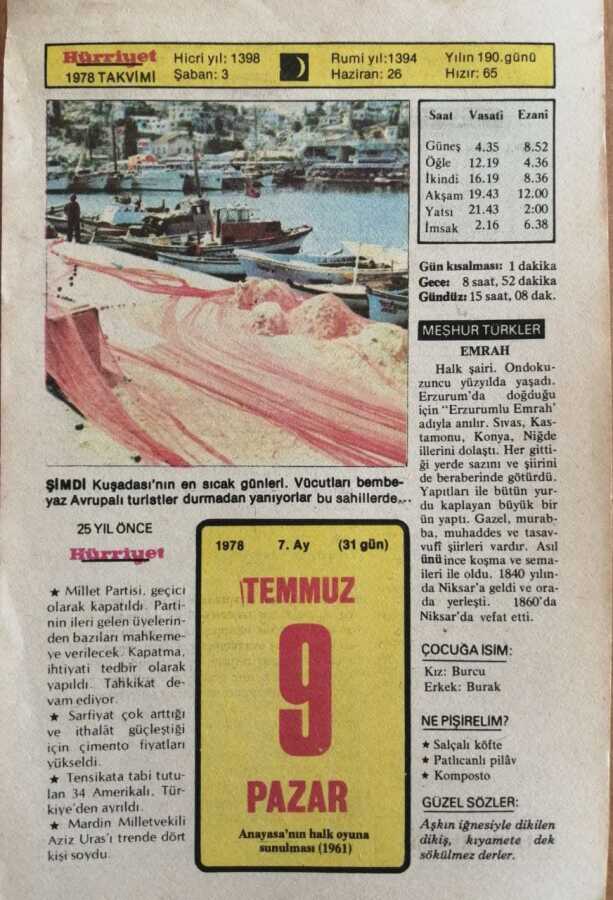 Hürriyet
1978 TAKVİMİ
Hicri yıl: 1398
Şaban: 3
Rumi yıl:1394
Haziran: 26
Yılın 190.günü
Hızır: 65
Saat Vasati Ezani
Güneş 4.35 8.52
Öğle 12.19 4.36
İkindi 16.19 8.36
Akşam 19.43 12.00
Yatsı 21.43 2:00
İmsak 2.16 6.38
Gün kısalması: 1 dakika
Gece: 8 saat, 52 dakika
Gündüz: 15 saat, 08 dak.
MEŞHUR TÜRKLER
EMRAH
Halk şairi. Ondoku-
zuncu yüzyılda yaşadı.
Erzurum'da doğduğu
için "Erzurumlu Emrah'
adıyla anılır. Sıvas, Kas-
tamonu, Konya, Niğde
illerini dolaştı. Her gitti-
ği yerde sazını ve şiirini
de beraberinde götürdü.
Yapıtları ile bütün yur-
du kaplayan büyük bir
ün yaptı. Gazel, murab-
ba, muhaddes ve tasav-
vufî şiirleri vardır. Asıl
ünü ince koşma ve sema-
ileri ile oldu. 1840 yılın-
da Niksar'a geldi ve ora-
da yerleşti. 1860'da
Niksar'da vefat etti.
ÇOCUĞA ISIM:
Kız: Burcu
Erkek: Burak
NE PİŞİRELİM?
★ Salçalı köfte
★ Patlıcanlı pilâv
★ Komposto
GÜZEL SÖZLER:
Aşkın iğnesiyle dikilen
dikiş, kıyamete dek
sökülmez derler.
ŞİMDİ Kuşadası'nın en sıcak günleri. Vücutları bembe-
yaz Avrupalı turistler durmadan yanıyorlar bu sahillerde...
25 YIL ÖNCE
Hürriyet
★ Millet Partisi, geçici
olarak kapatıldı. Parti-
nin ileri gelen üyelerin-
den bazıları mahkeme-
ye verilecek. Kapatma,
ihtiyati tedbir olarak
yapıldı. Tahkikat de-
vam ediyor.
★ Sarfiyat çok arttığı
ve ithalât güçleştiği
için çimento fiyatları
yükseldi.
★ Tensikata tabi tutu-
lan 34 Amerikalı, Tür-
kiye'den ayrıldı.
★ Mardin Milletvekili
Aziz Uras'ı trende dört
kişi soydu.
1978 7. Ay (31 gün)
TEMMUZ
9
PAZAR
Anayasa'nın halk oyuna
sunulması (1961)